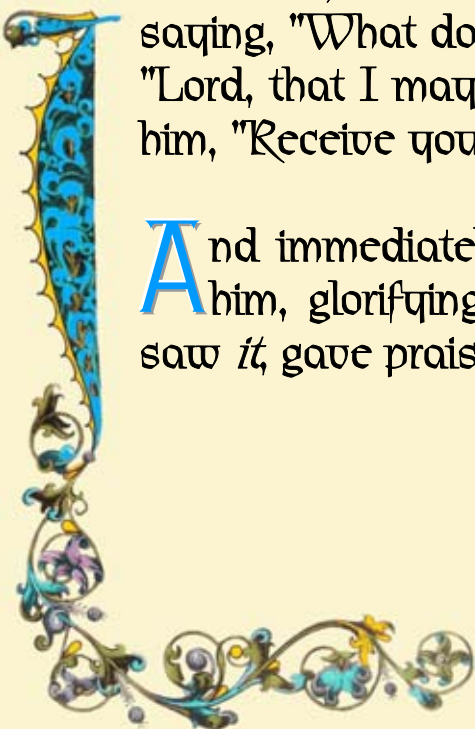 saying, "What do
"Lord, that I may
him, "Receive you
And immediatel
him, glorifying
saw it, gave prais